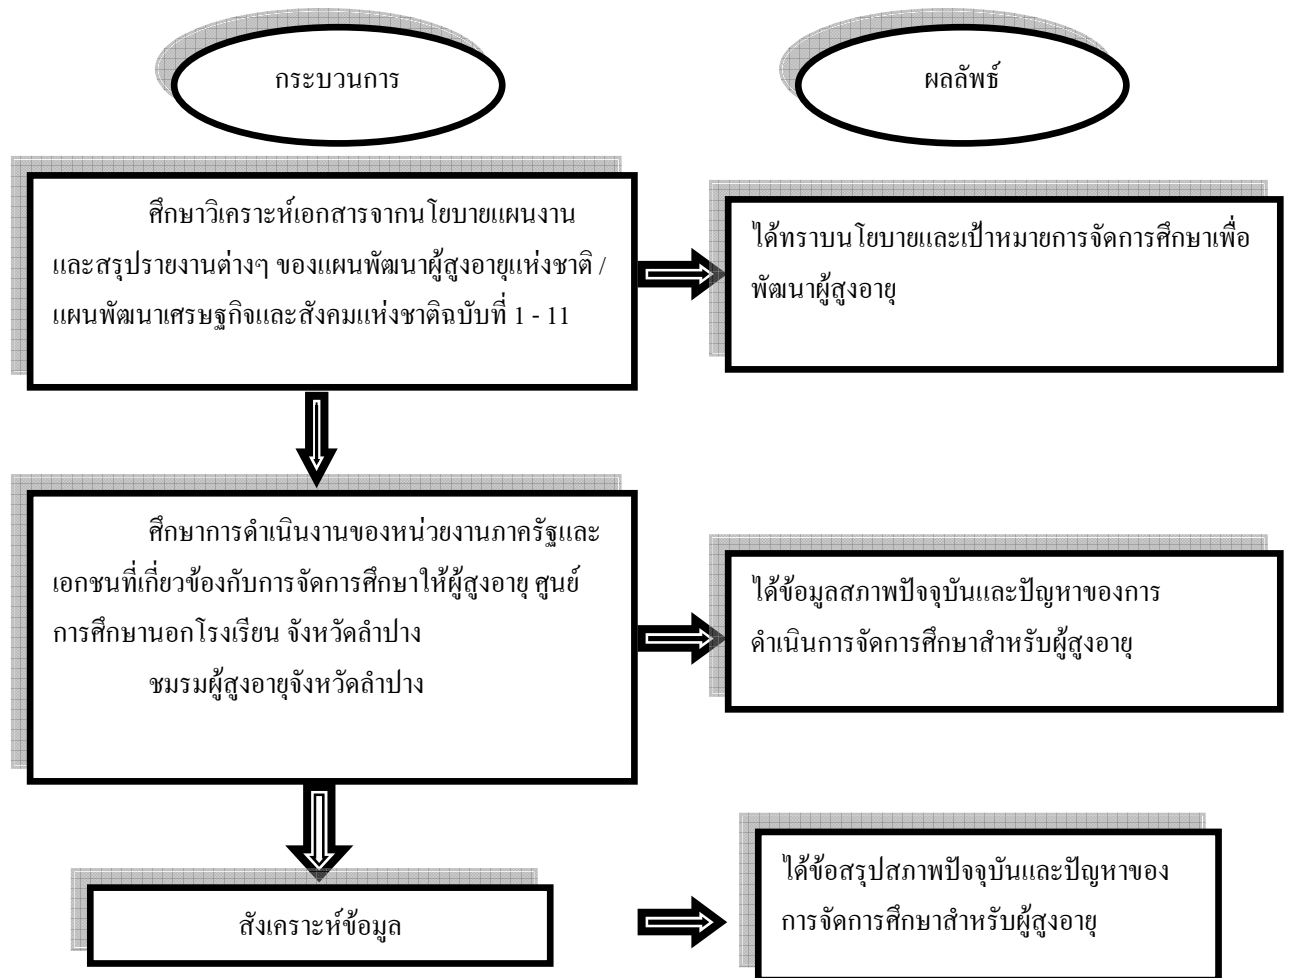 กระบวนการ
ผลลัพธ์
ศึกษาวิเคราะห์เอกสารจากนโยบายแผนงาน
และสรุปรายงานต่างๆ ของแผนพัฒนาผู้สูงอายุแห่งชาติ /
แผนพัฒนาเศรษฐกิจและสังคมแห่งชาติฉบับที่ 1 - 11
ได้ทราบนโยบายและเป้าหมายการจัดการศึกษาเพื่อ
พัฒนาผู้สูงอายุ
ศึกษาการดำเนินงานของหน่วยงานภาครัฐและ
เอกชนที่เกี่ยวข้องกับการจัดการศึกษาให้ผู้สูงอายุ ศูนย์
การศึกษานอกโรงเรียน จังหวัดลำปาง
ชมรมผู้สูงอายุจังหวัดลำปาง
ได้ข้อมูลสภาพปัจจุบันและปัญหาของการ
ดำเนินการจัดการศึกษาสำหรับผู้สูงอายุ
สังเคราะห์ข้อมูล
ได้ข้อสรุปสภาพปัจจุบันและปัญหาของ
การจัดการศึกษาสำหรับผู้สูงอายุ